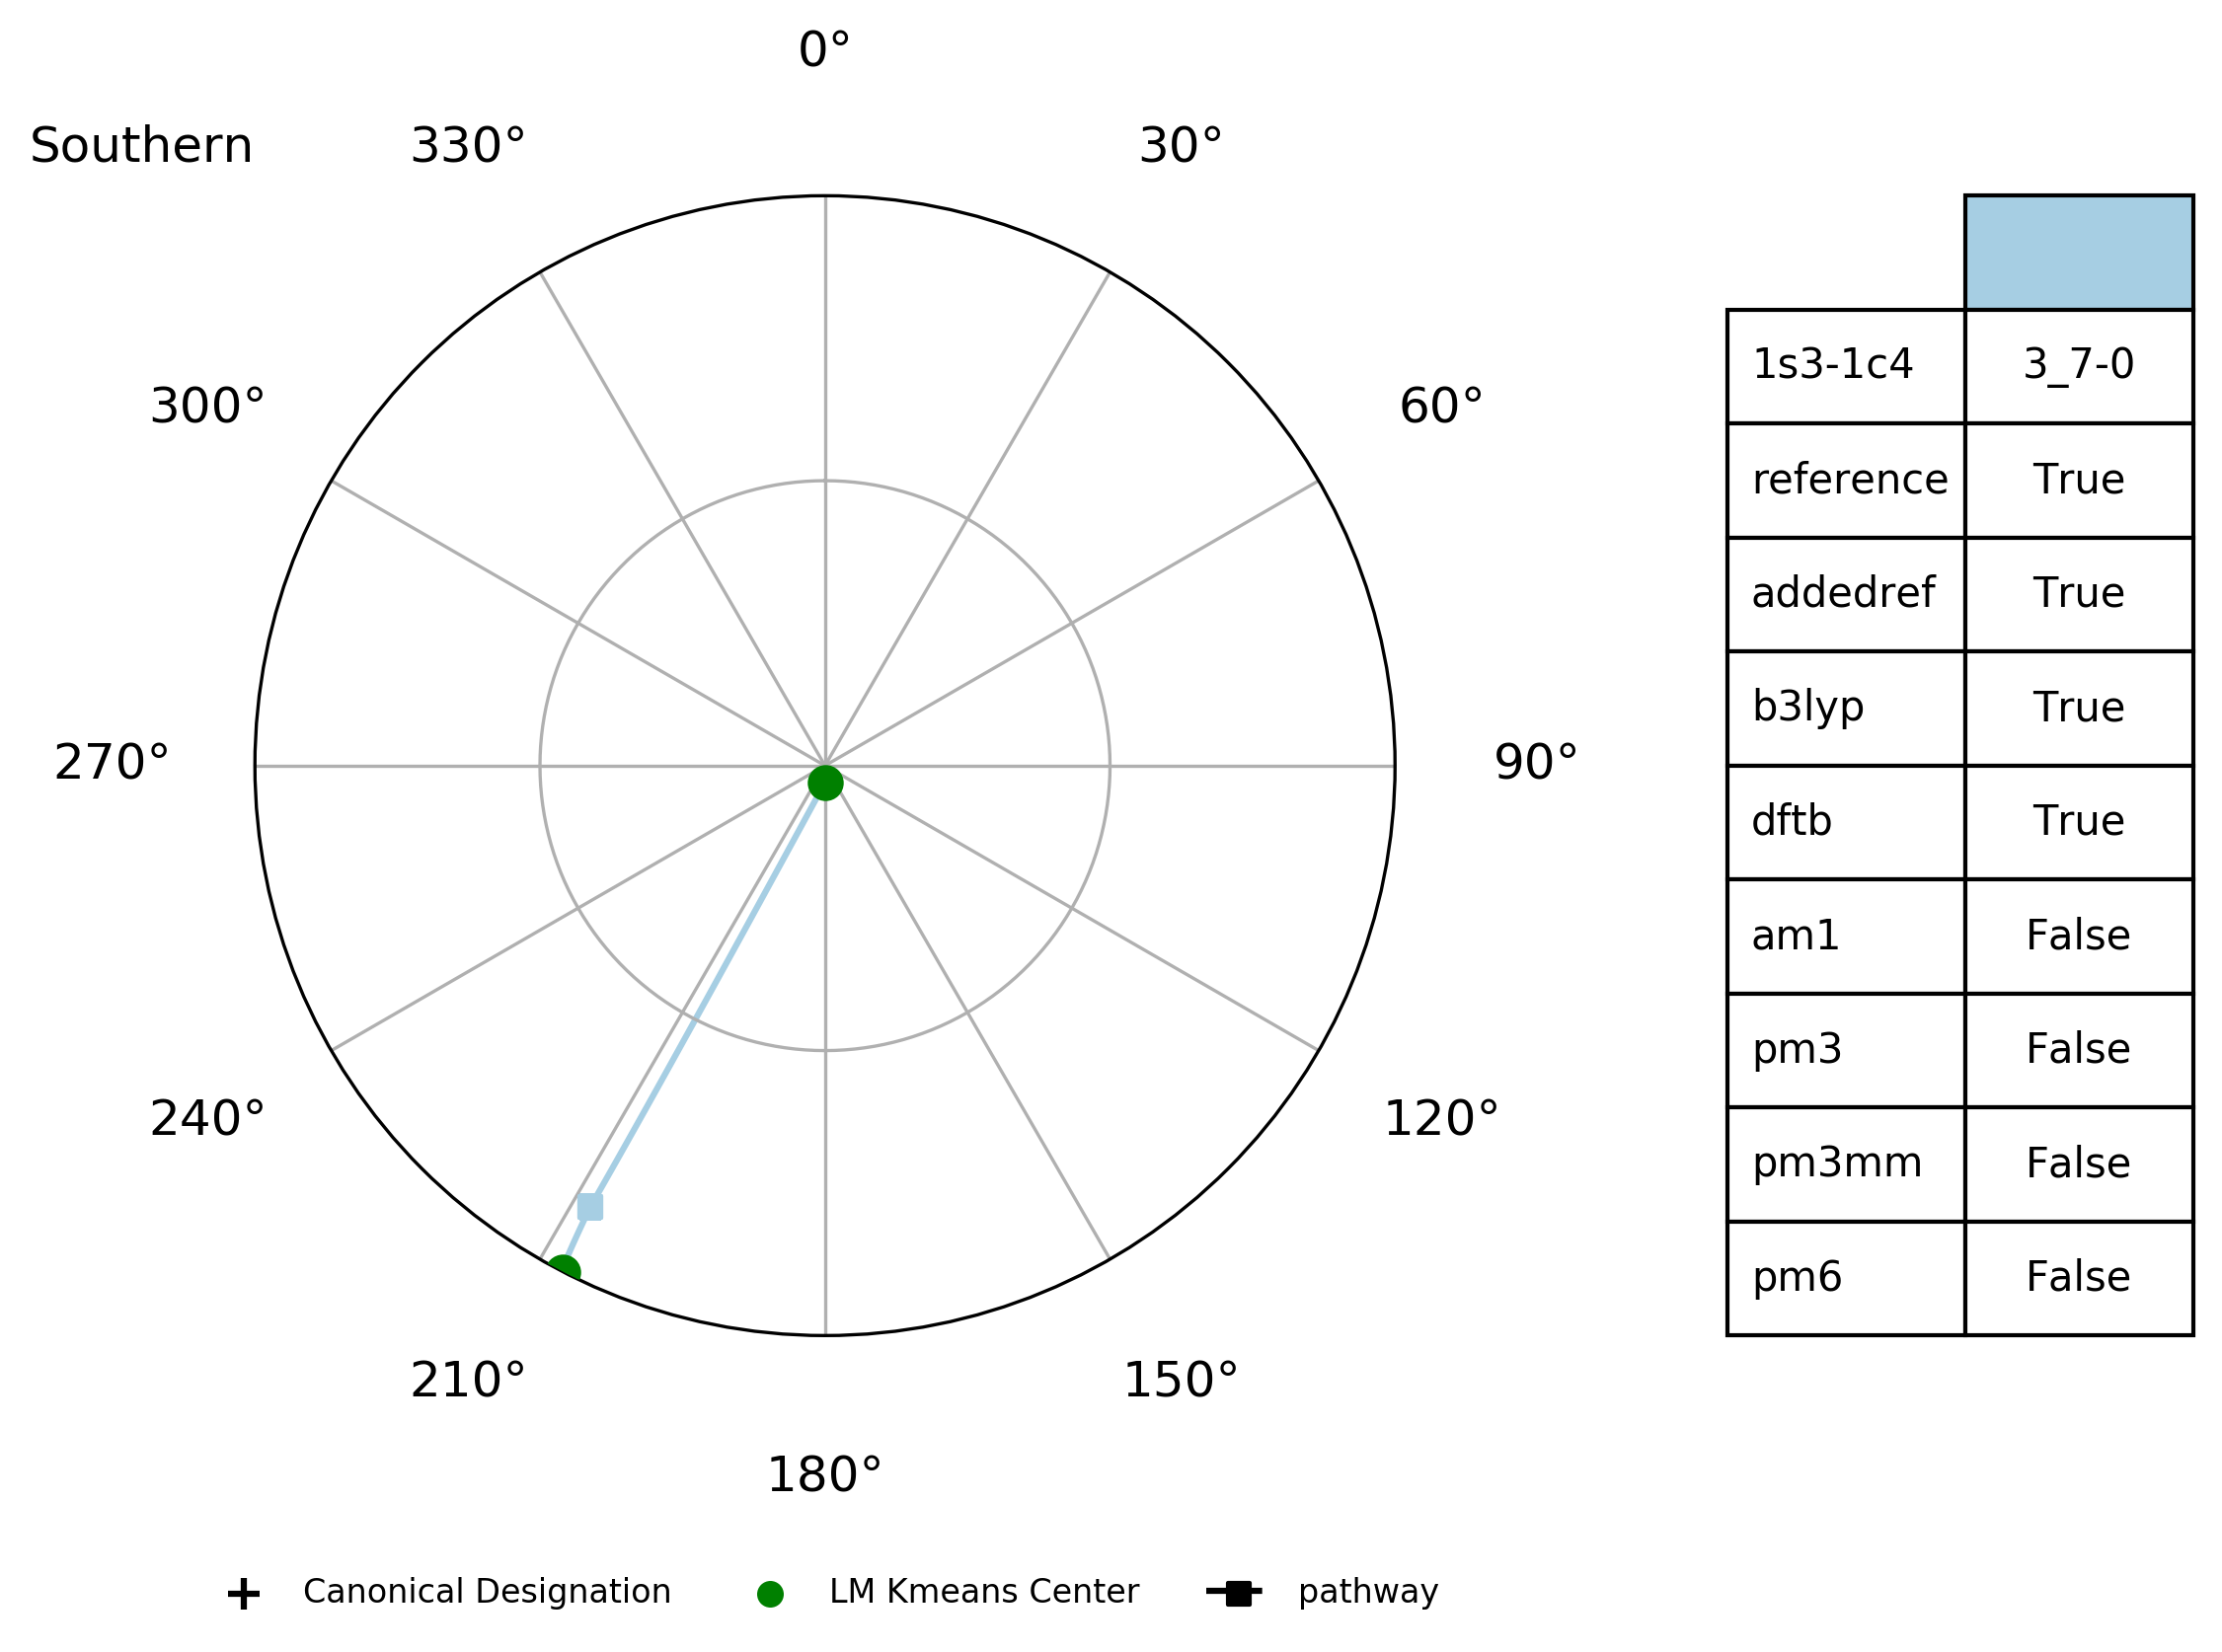 0°
Southern
330°
30°
300°
60°
270°
90°
240°
120°
210°
150°
180°
1s3-1c4 3_7-0
reference True
addedref True
b3lyp True
dftb True
am1 False
pm3 False
pm3mm False
pm6 False
Canonical Designation LM Kmeans Center pathway